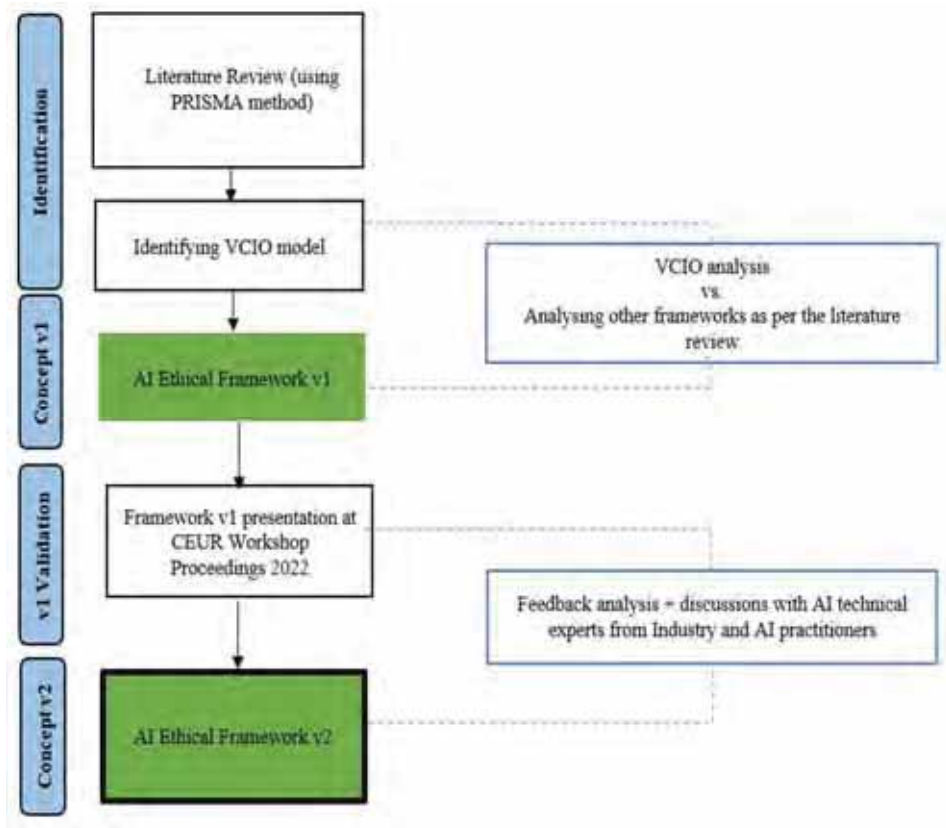 Identification
Literature Review (using
PRISMA method)
Identifying VCIO model
VCIO analysis
vs.
Analysing other frameworks as per the literature
review
Concept v1
AI Ethical Framework v1
v1 Validation
Framework v1 presentation at
CEUR Workshop
Proceedings 2022
Feedback analysis + discussions with AI technical
experts from Industry and AI practitioners
Concept v2
AI Ethical Framework v2